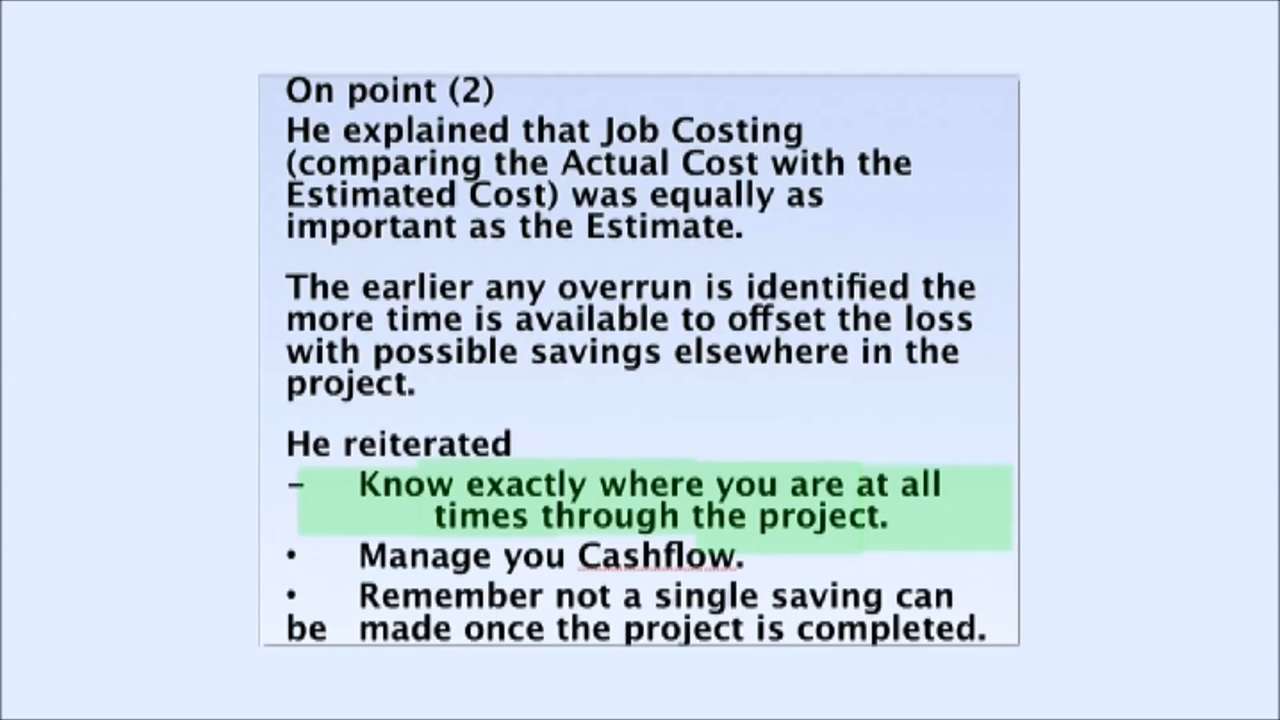 On point (2)
He explained that Job Costing
(comparing the Actual Cost with the
Estimated Cost) was equally as
important as the Estimate.
The earlier any overrun is identified the
more time is available to offset the loss
with possible savings elsewhere in the
project.
He reiterated
– Know exactly where you are at all
times through the project.
• Manage you Cashflow.
• Remember not a single saving can
be made once the project is completed.